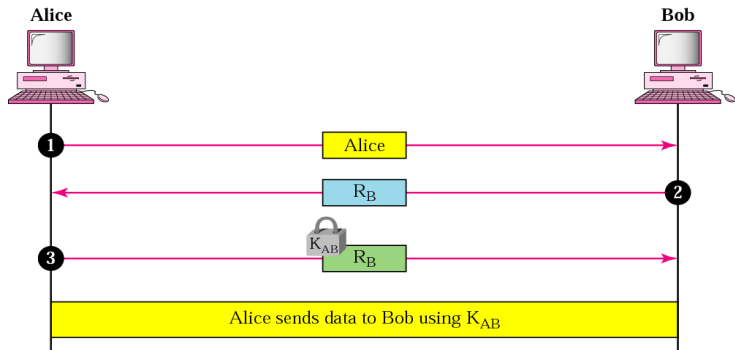 Alice
Bob
1
Alice
R_B
2
K_AB
3
R_B
Alice sends data to Bob using K_AB